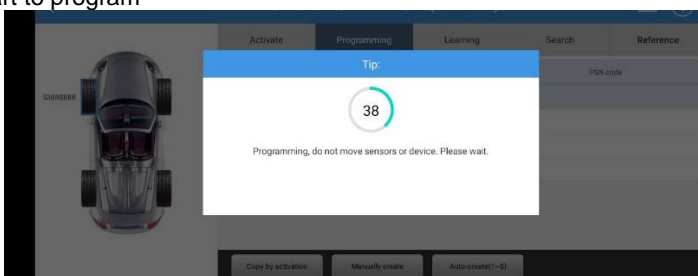 art to program
Activate Programming Learning Search Reference
Tip:
PSN code
38
Programming, do not move sensors or device. Please wait.
Copy by activation Manually create Auto-create(1~5)